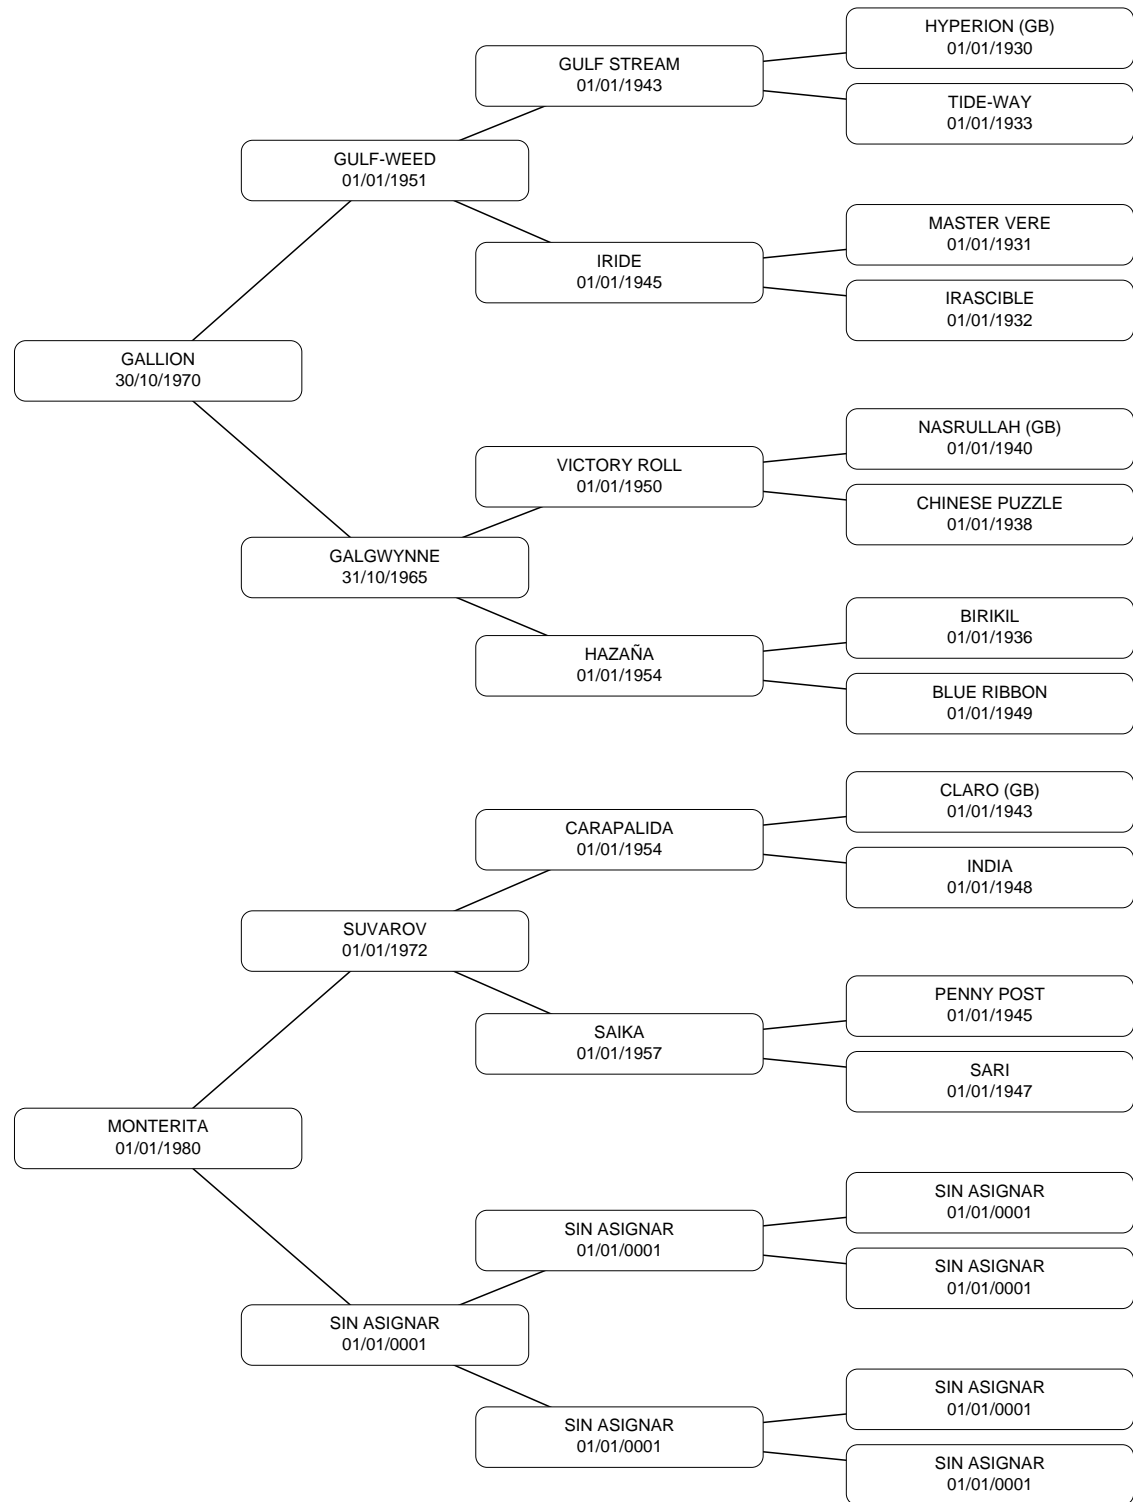 HYPERION (GB)
01/01/1930
GULF STREAM
01/01/1943
TIDE-WAY
01/01/1933
GULF-WEED
01/01/1951
MASTER VERE
01/01/1931
IRIDE
01/01/1945
IRASCIBLE
01/01/1932
GALLION
30/10/1970
NASRULLAH (GB)
01/01/1940
VICTORY ROLL
01/01/1950
CHINESE PUZZLE
01/01/1938
GALGWYNNE
31/10/1965
BIRIKIL
01/01/1936
HAZAÑA
01/01/1954
BLUE RIBBON
01/01/1949
CLARO (GB)
01/01/1943
CARAPALIDA
01/01/1954
INDIA
01/01/1948
SUVAROV
01/01/1972
PENNY POST
01/01/1945
SAIKA
01/01/1957
SARI
01/01/1947
MONTERITA
01/01/1980
SIN ASIGNAR
01/01/0001
SIN ASIGNAR
01/01/0001
SIN ASIGNAR
01/01/0001
SIN ASIGNAR
01/01/0001
SIN ASIGNAR
01/01/0001
SIN ASIGNAR
01/01/0001
SIN ASIGNAR
01/01/0001